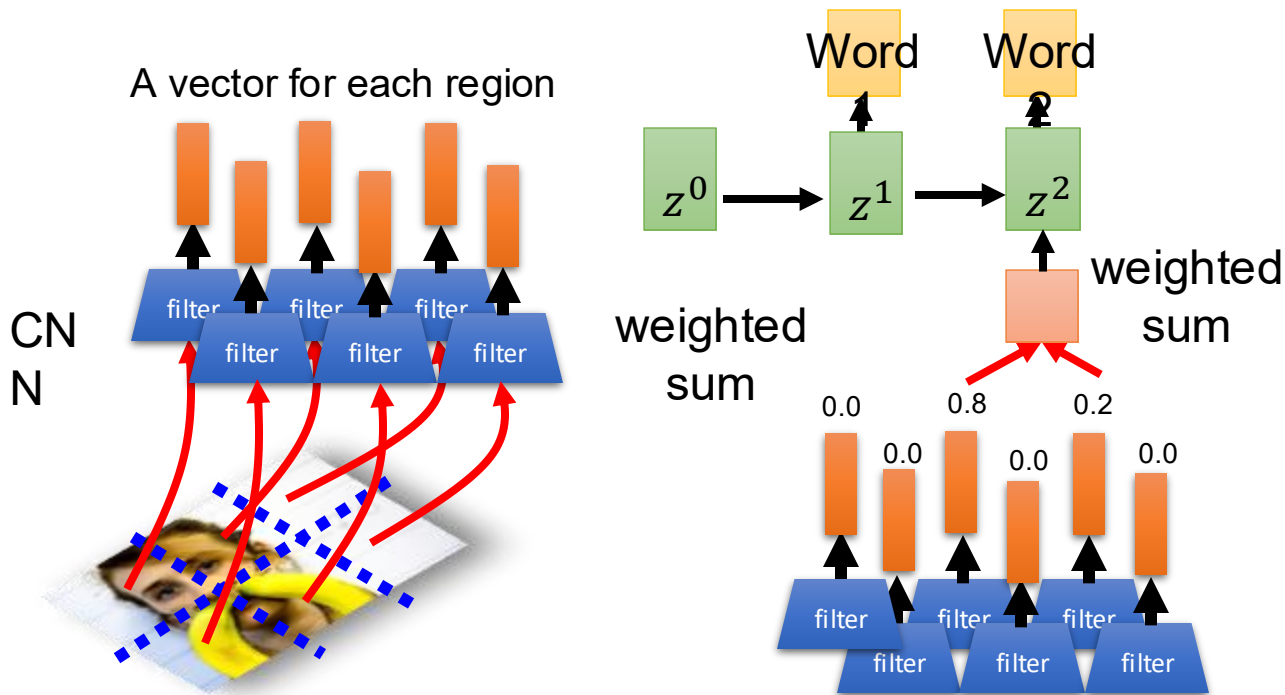 A vector for each region
filter
filter
filter
filter
filter
filter
CN
N
Word
1
Word
2
z^0
z^1
z^2
weighted
sum
weighted
sum
0.0
0.8
0.2
0.0
0.0
0.0
filter
filter
filter
filter
filter
filter